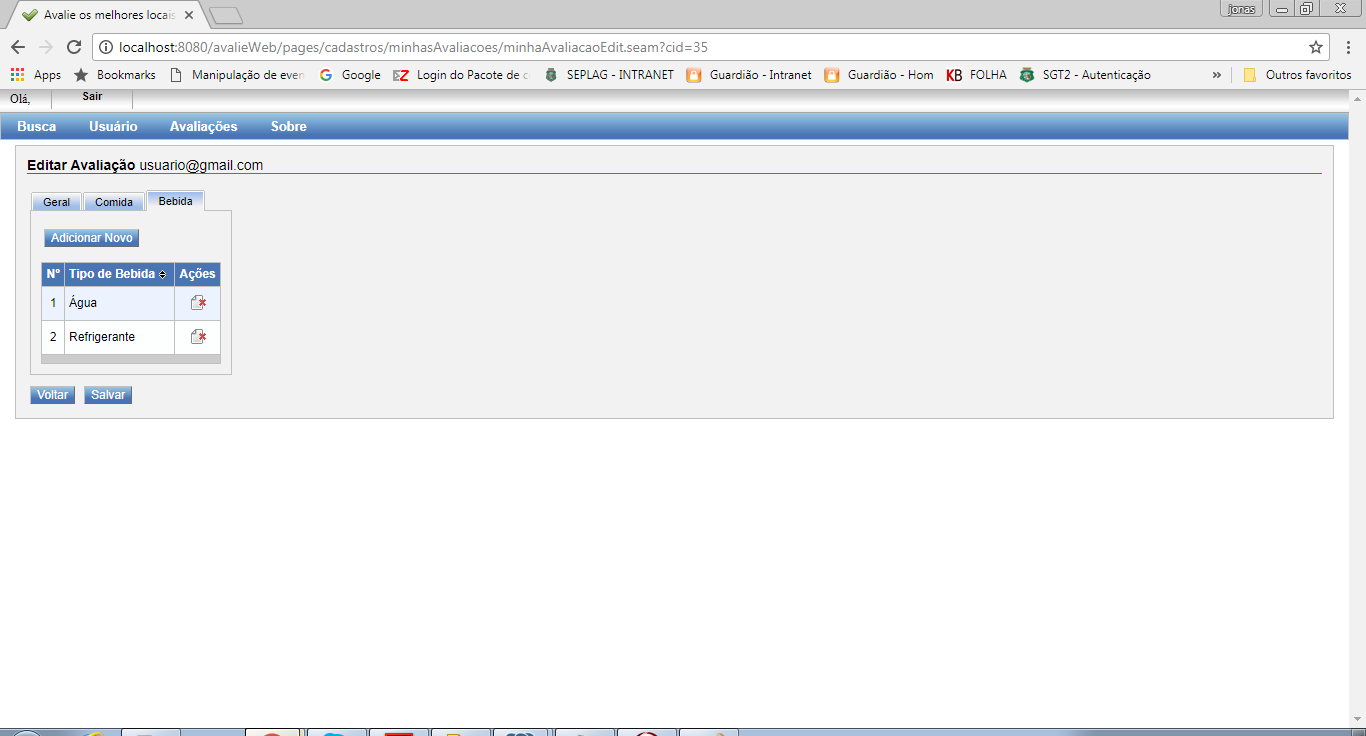 Avalie os melhores locais
jonas
localhost:8080/avalieWeb/pages/cadastros/minhasAvaliacoes/minhaAvaliacaoEdit.seam?cid=35
Apps Bookmarks Manipulação de even Google Login do Pacote de c SEPLAG - INTRANET Guardião - Intranet Guardião - Hom KB FOLHA SGT2 - Autenticação » Outros favoritos
Olá, Sair
Busca Usuário Avaliações Sobre
Editar Avaliação usuario@gmail.com
Geral Comida Bebida
Adicionar Novo
Nº Tipo de Bebida Ações
1 Água
2 Refrigerante
Voltar Salvar